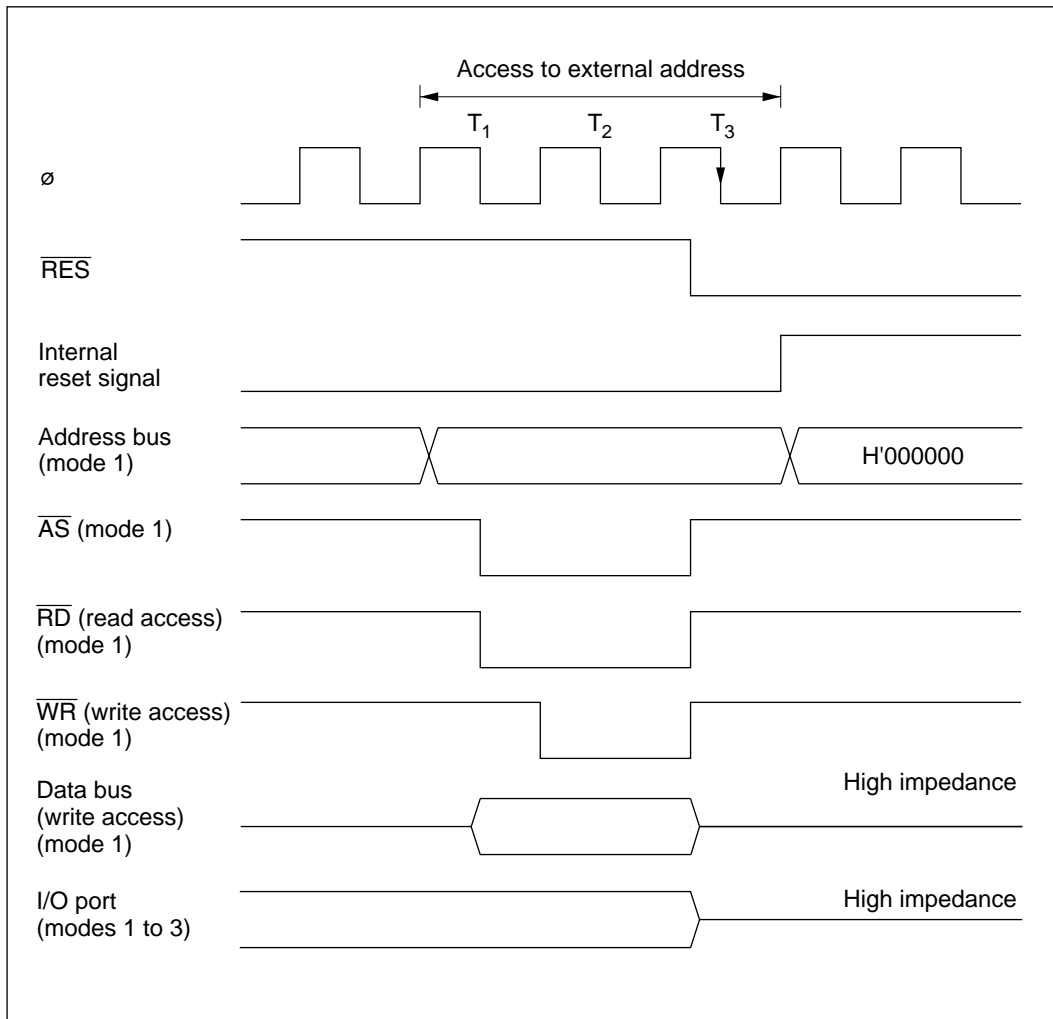 Access to external address
T1 T2 T3
ø
RES
Internal
reset signal
Address bus
(mode 1)
H'000000
AS (mode 1)
RD (read access)
(mode 1)
WR (write access)
(mode 1)
Data bus
(write access)
(mode 1)
High impedance
I/O port
(modes 1 to 3)
High impedance